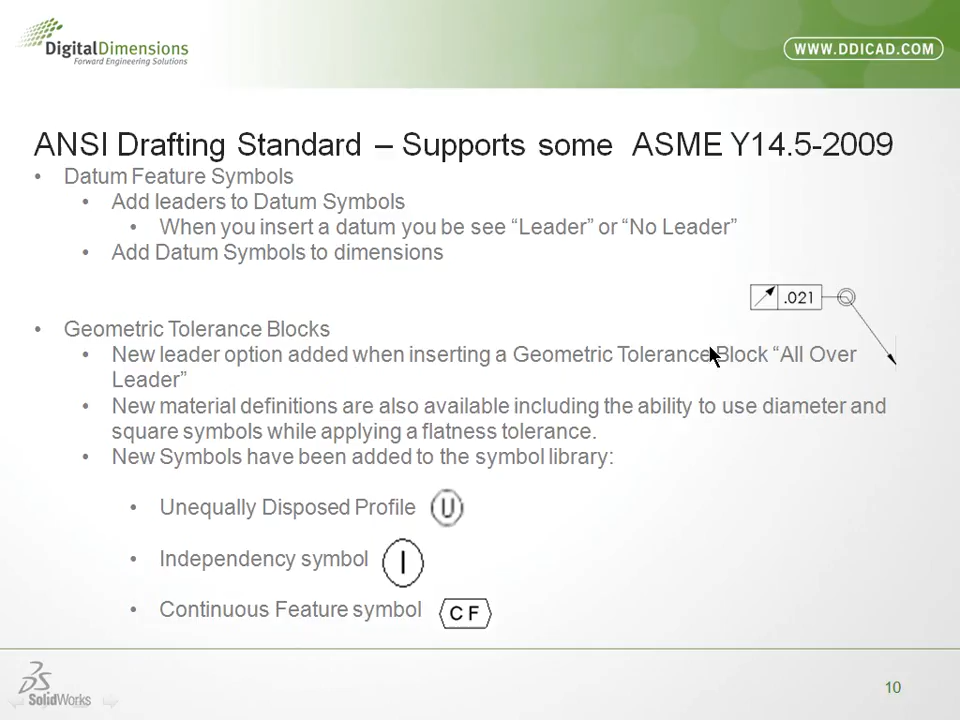 DigitalDimensions
Forward Engineering Solutions
WWW.DDICAD.COM
ANSI Drafting Standard – Supports some ASME Y14.5-2009
• Datum Feature Symbols
• Add leaders to Datum Symbols
• When you insert a datum you be see “Leader” or “No Leader”
• Add Datum Symbols to dimensions
.021
• Geometric Tolerance Blocks
• New leader option added when inserting a Geometric Tolerance Block “All Over
Leader”
• New material definitions are also available including the ability to use diameter and
square symbols while applying a flatness tolerance.
• New Symbols have been added to the symbol library:
• Unequally Disposed Profile U
• Independency symbol I
• Continuous Feature symbol CF
SolidWorks
10